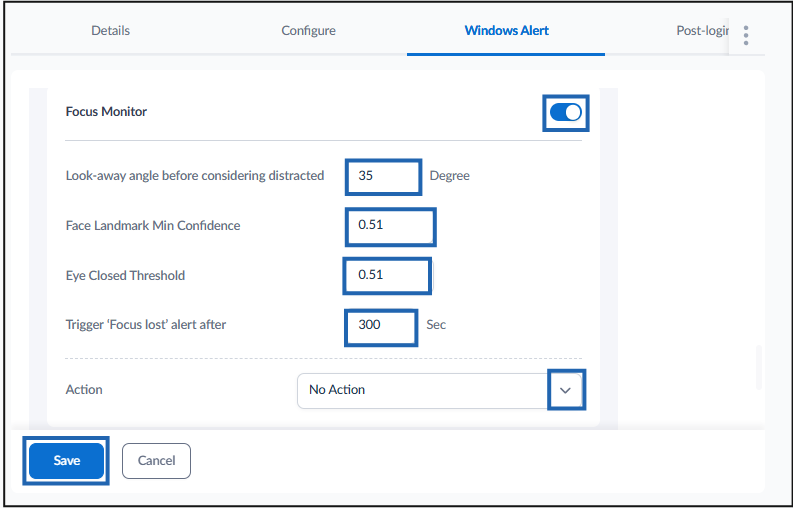 Details Configure Windows Alert Post-login
Focus Monitor
Look-away angle before considering distracted 35 Degree
Face Landmark Min Confidence 0.51
Eye Closed Threshold 0.51
Trigger ‘Focus lost’ alert after 300 Sec
Action No Action
Save Cancel